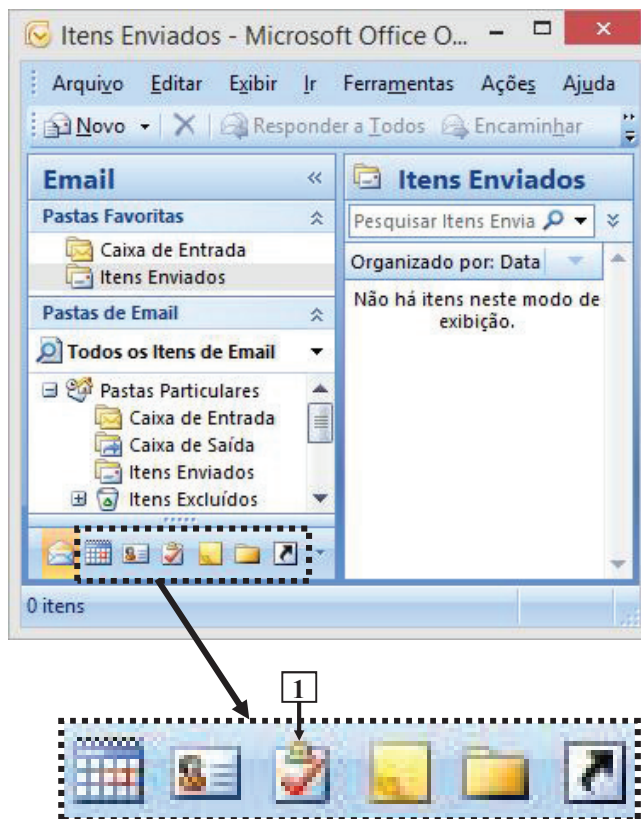 Itens Enviados - Microsoft Office O...
Arquivo Editar Exibir Ir Ferramentas Ações Ajuda
Novo Responder a Todos Encaminhar
Email
Pastas Favoritas
Caixa de Entrada
Itens Enviados
Pastas de Email
Todos os Itens de Email
Pastas Particulares
Caixa de Entrada
Caixa de Saída
Itens Enviados
Itens Excluídos
Itens Enviados
Pesquisar Itens Envia
Organizado por: Data
Não há itens neste modo de
exibição.
0 itens
1